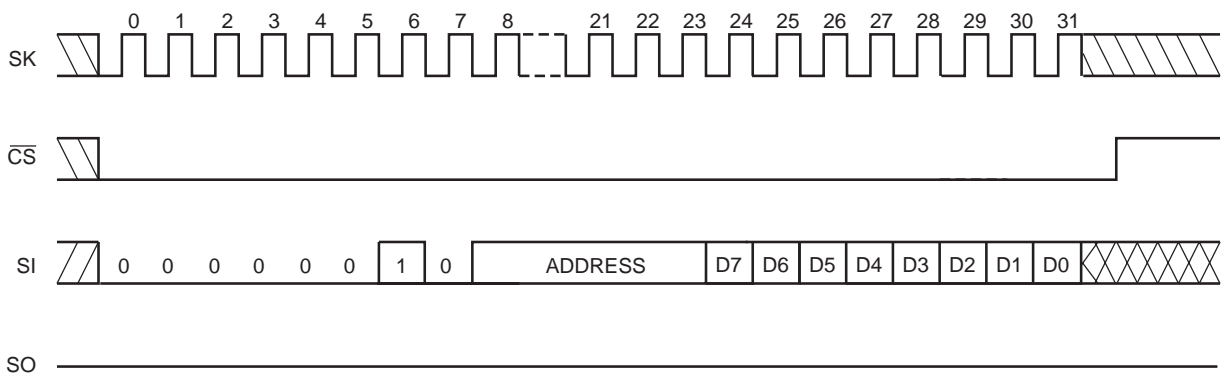 0 1 2 3 4 5 6 7 8 21 22 23 24 25 26 27 28 29 30 31
SK
C̅S̅
SI 0 0 0 0 0 0 1 0 ADDRESS D7 D6 D5 D4 D3 D2 D1 D0
SO